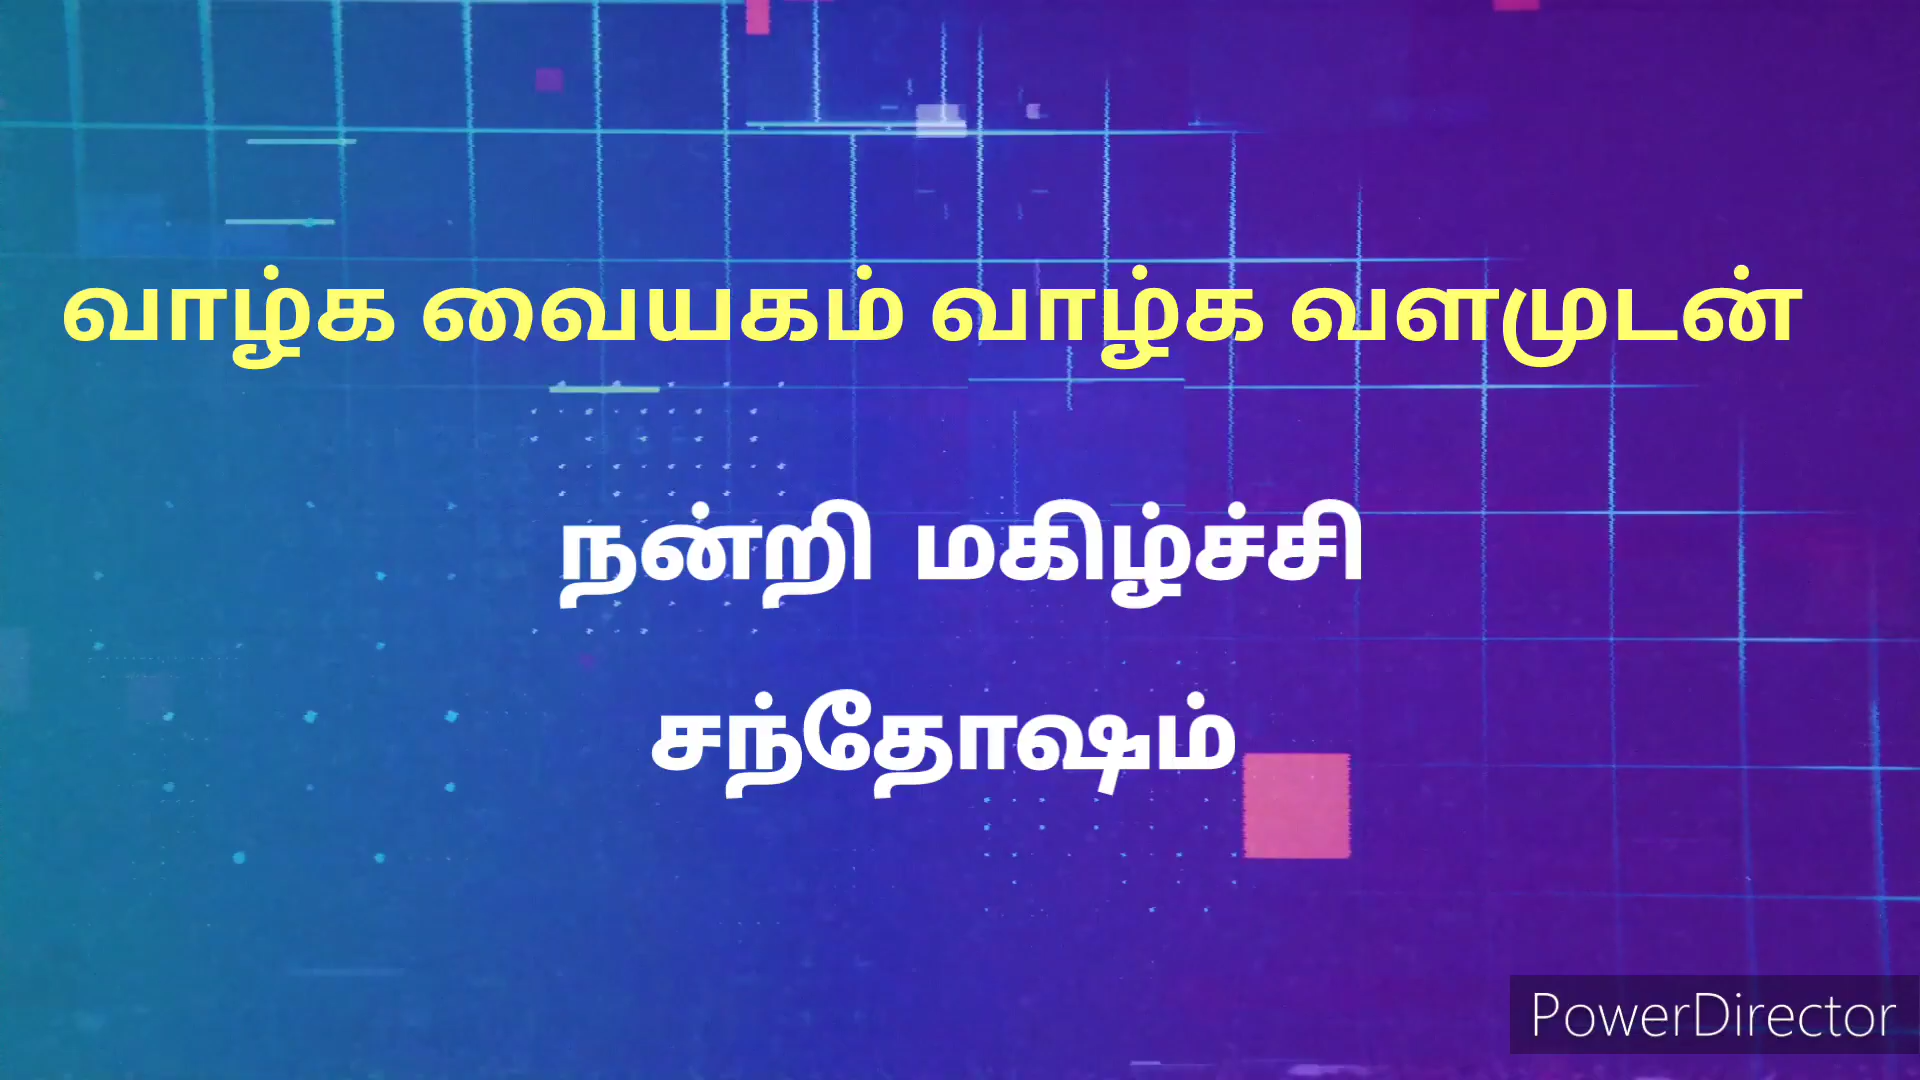 வாழ்க வையகம் வாழ்க வளமுடன்
நன்றி மகிழ்ச்சி
சந்தோஷம்
PowerDirector